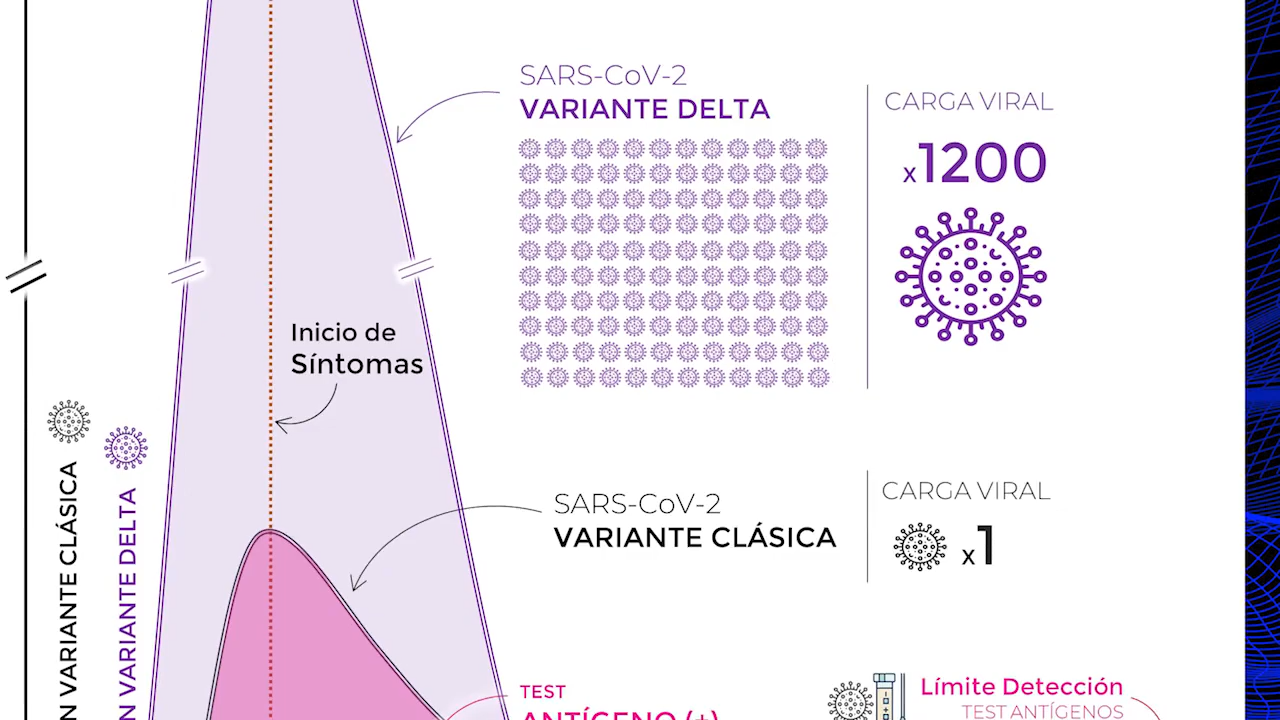 SARS-CoV-2
VARIANTE DELTA
CARGA VIRAL
x1200
Inicio de
Síntomas
SARS-CoV-2
VARIANTE CLÁSICA
CARGA VIRAL
x1
N VARIANTE CLÁSICA
N VARIANTE DELTA
TEST
ANTÍGENO (+)
Límite Detección
TEST ANTÍGENOS